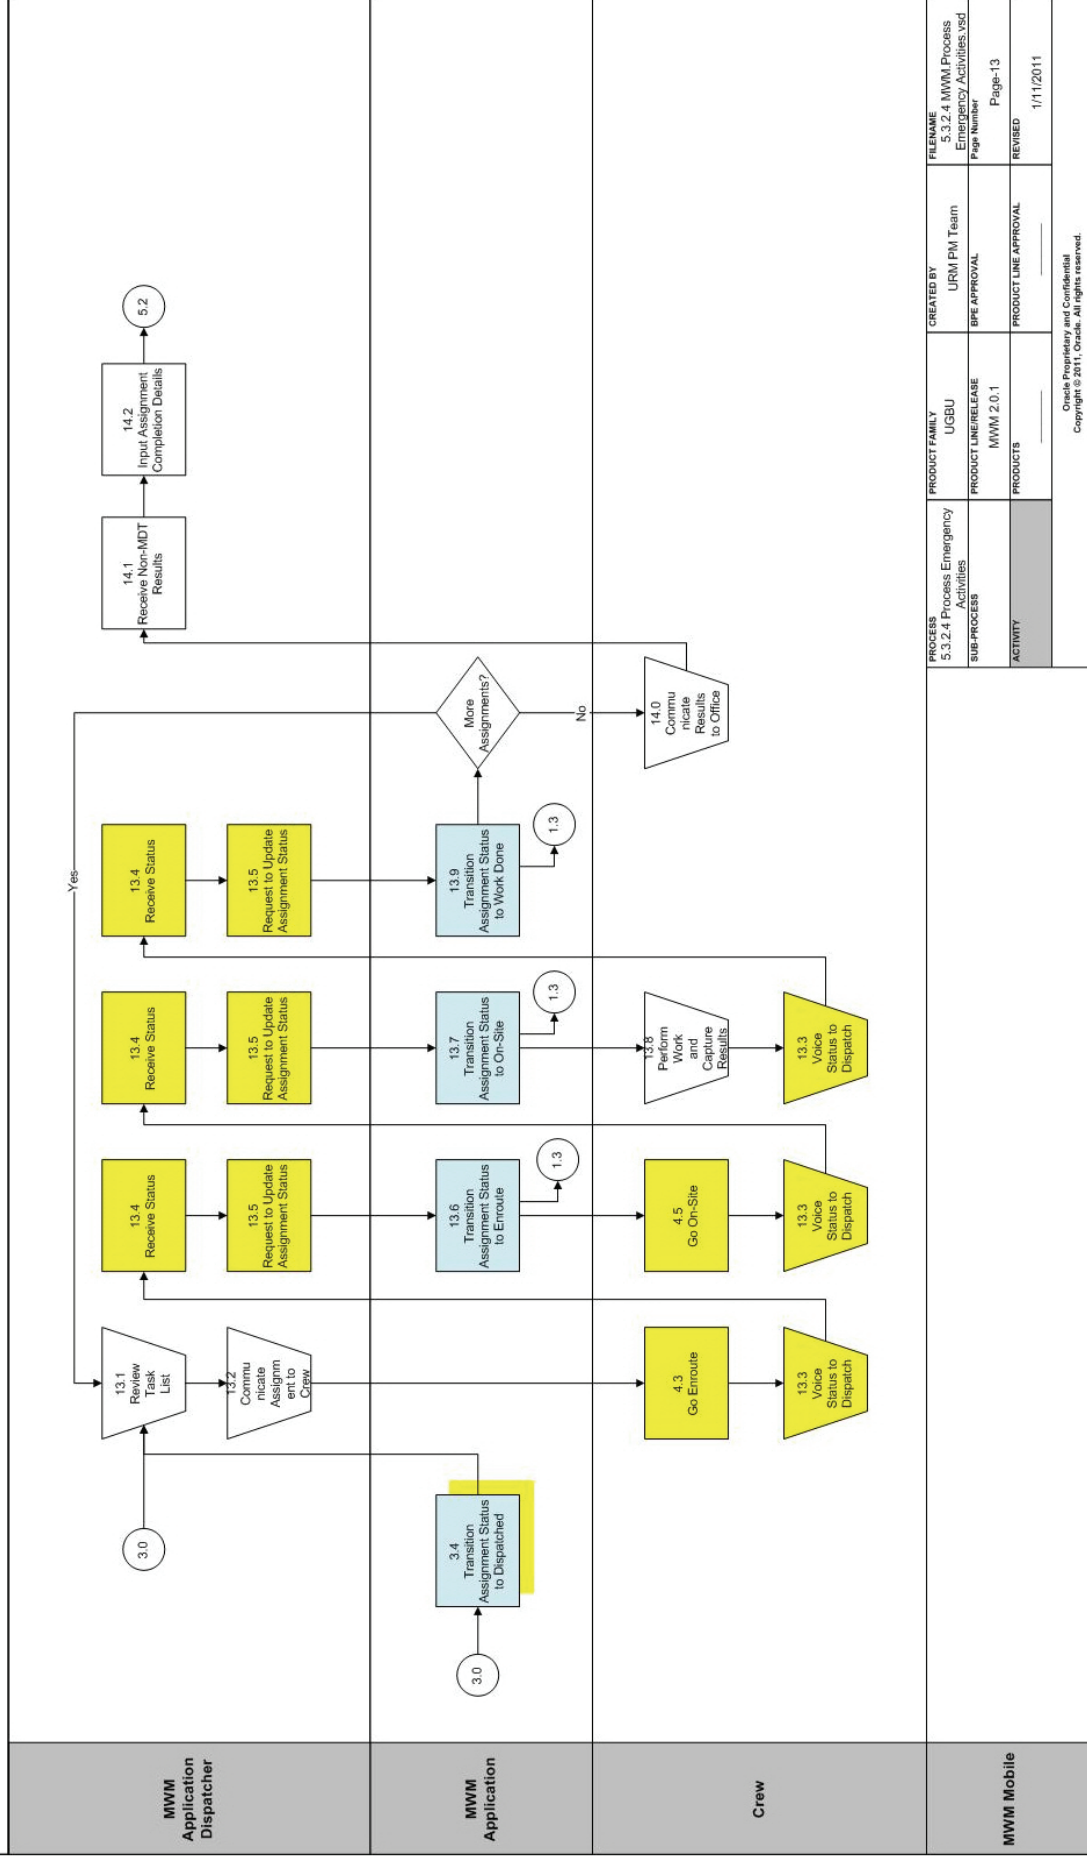 MWM
Application
Dispatcher
3.0
13.1
Review
Task
List
13.2
Commu
nicate
Assignm
ent to
Crew
13.4
Receive Status
13.5
Request to Update
Assignment Status
13.4
Receive Status
13.5
Request to Update
Assignment Status
13.4
Receive Status
13.5
Request to Update
Assignment Status
Yes
14.1
Receive Non-MDT
Results
14.2
Input Assignment
Completion Details
5.2
MWM
Application
3.0
3.4
Transition
Assignment Status
to Dispatched
13.6
Transition
Assignment Status
to Enroute
1.3
13.7
Transition
Assignment Status
to On-Site
1.3
13.9
Transition
Assignment Status
to Work Done
1.3
More
Assignments?
No
Crew
4.3
Go Enroute
13.3
Voice
Status to
Dispatch
4.5
Go On-Site
13.3
Voice
Status to
Dispatch
13.8
Perform
Work
and
Capture
Results
13.3
Voice
Status to
Dispatch
14.0
Commu
nicate
Results
to Office
MWM Mobile
PROCESS
5.3.2.4 Process Emergency
Activities
PRODUCT FAMILY
UGBU
CREATED BY
URM PM Team
FILENAME
5.3.2.4 MWM.Process
Emergency Activities.vsd
SUB-PROCESS
PRODUCT LINE/RELEASE
MWM 2.0.1
BPE APPROVAL
Page Number
Page-13
ACTIVITY
PRODUCTS
PRODUCT LINE APPROVAL
REVISED
1/11/2011
Oracle Proprietary and Confidential
Copyright © 2011, Oracle. All rights reserved.